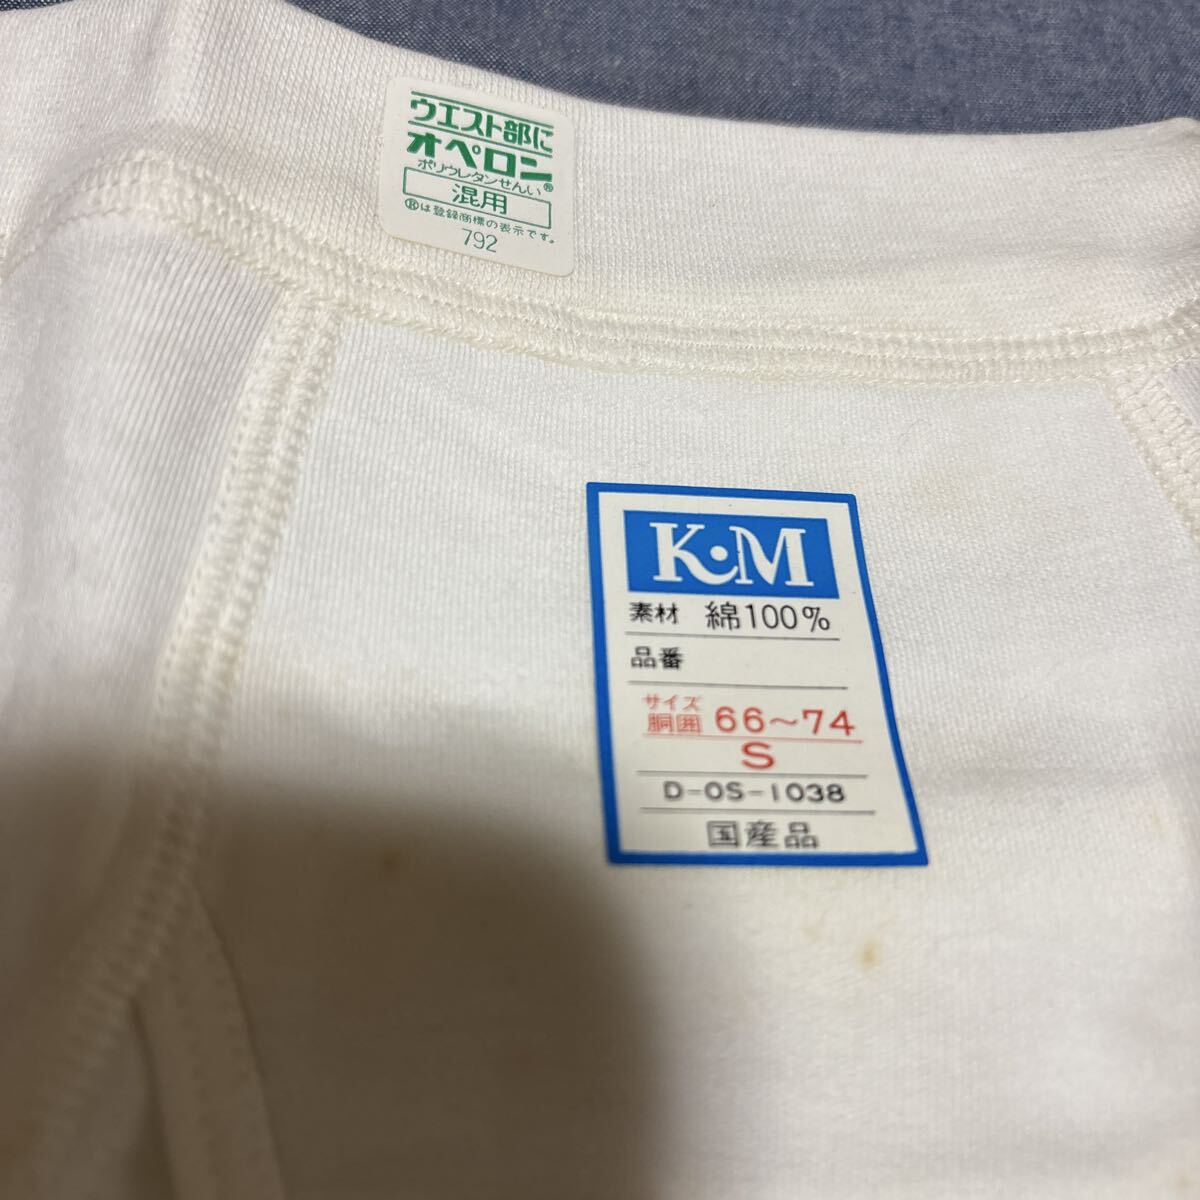 ウエスト部に
オペロン®
ポリウレタンせんい
混用
®は登録商標の表示です。
792
K・M
素材 綿100%
品番
サイズ
胴囲 66～74
S
D-OS-1038
国産品